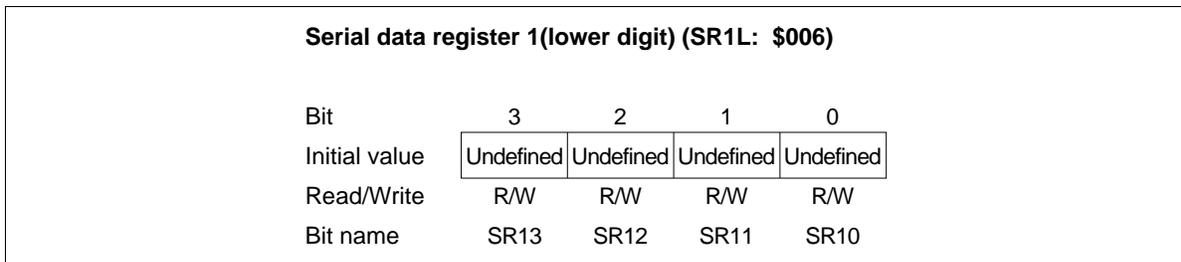 Serial data register 1(lower digit) (SR1L: $006)
Bit 3 2 1 0
Initial value Undefined Undefined Undefined Undefined
Read/Write R/W R/W R/W R/W
Bit name SR13 SR12 SR11 SR10